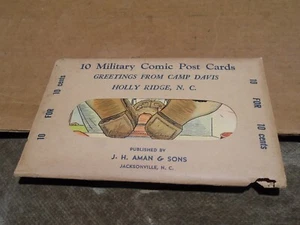 10 Military Comic Post Cards
GREETINGS FROM CAMP DAVIS
HOLLY RIDGE, N. C.
10 FOR 10 cents
10 FOR 10 cents
PUBLISHED BY
J. H. AMAN & SONS
JACKSONVILLE, N. C.